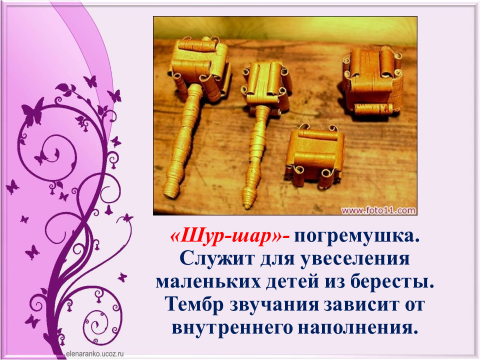 www.foto11.com
«Шур-шар»- погремушка.
Служит для увеселения
маленьких детей из бересты.
Тембр звучания зависит от
внутреннего наполнения.
elenaranko.ucoz.ru